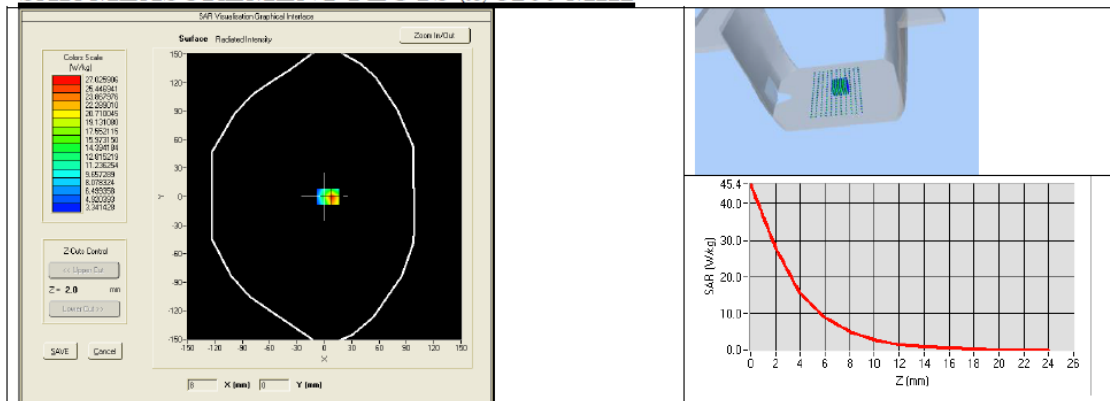 SAR Visualisation Graphical Interface
Surface Radiated Intensity
Zoom In/Out
Colors Scale
(W/kg)
27.025906
25.446941
23.867976
22.289010
20.710045
19.131080
17.552115
15.973150
14.394184
12.815219
11.236254
9.657289
8.078324
6.499358
4.920393
3.341428
Z-Cuts Control
<< Upper Cut
Z = 2.0 mm
Lower Cut >>
SAVE Cancel
150-
120-
90-
60-
30-
Y 0-
-30-
-60-
-90-
-120-
-150-
-150 -120 -90 -60 -30 0 30 60 90 120 150
X
8 X (mm) 0 Y (mm)
45.4-
40.0-
30.0-
20.0-
10.0-
0.0-
SAR (W/kg)
0 2 4 6 8 10 12 14 16 18 20 22 24 26
Z (mm)